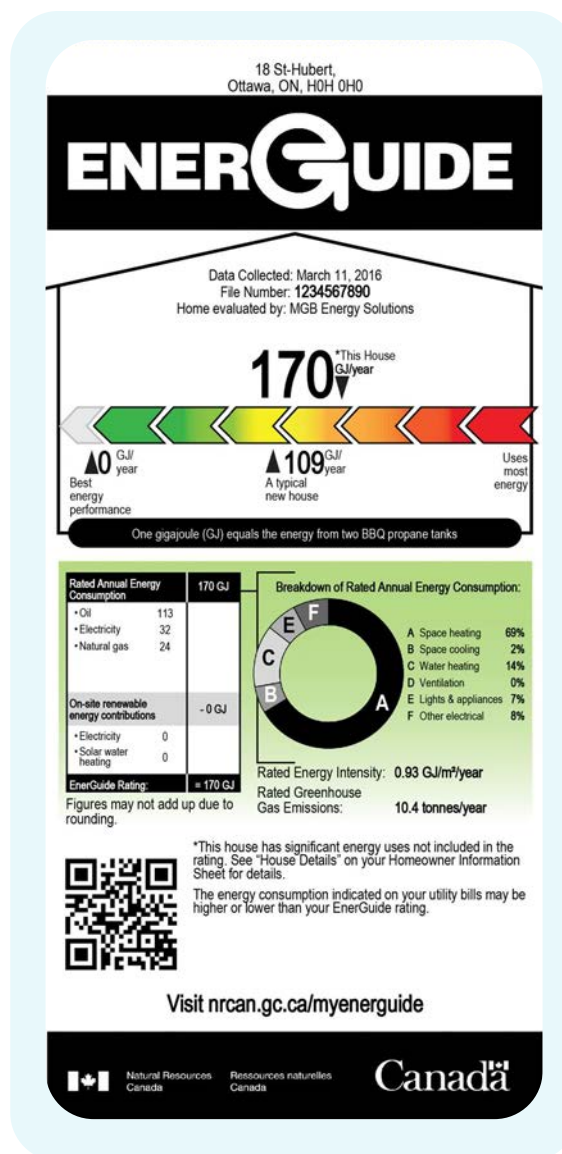 18 St-Hubert,
Ottawa, ON, H0H 0H0
ENERGUIDE
Data Collected: March 11, 2016
File Number: 1234567890
Home evaluated by: MGB Energy Solutions
170 *This House
GJ/year
0 GJ/
year
Best
energy
performance
109 GJ/
year
A typical
new house
Uses
most
energy
One gigajoule (GJ) equals the energy from two BBQ propane tanks
Rated Annual Energy
Consumption 170 GJ
• Oil 113
• Electricity 32
• Natural gas 24
On-site renewable
energy contributions - 0 GJ
• Electricity 0
• Solar water
heating 0
EnerGuide Rating: = 170 GJ
Figures may not add up due to
rounding.
Breakdown of Rated Annual Energy Consumption:
F
E
C
B
A
A Space heating 69%
B Space cooling 2%
C Water heating 14%
D Ventilation 0%
E Lights & appliances 7%
F Other electrical 8%
Rated Energy Intensity: 0.93 GJ/m²/year
Rated Greenhouse
Gas Emissions: 10.4 tonnes/year
*This house has significant energy uses not included in the
rating. See “House Details” on your Homeowner Information
Sheet for details.
The energy consumption indicated on your utility bills may be
higher or lower than your EnerGuide rating.
Visit nrcan.gc.ca/myenerguide
Natural Resources
Canada
Ressources naturelles
Canada
Canada